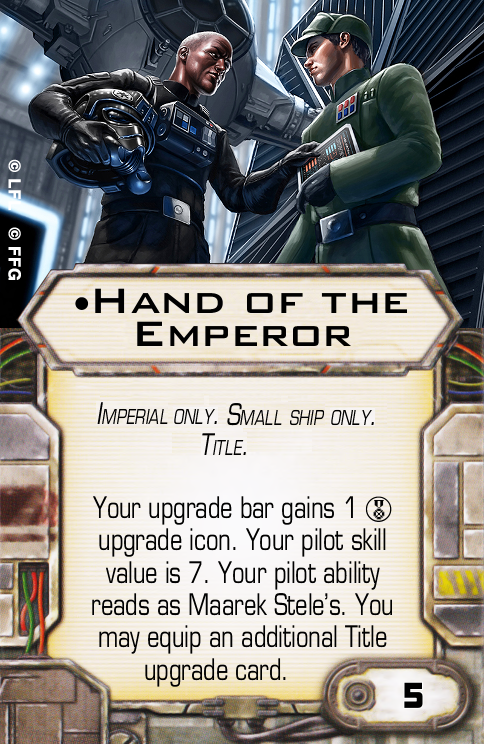 © LFL © FFG
•Hand of the
Emperor
Imperial only. Small ship only.
Title.
Your upgrade bar gains 1
upgrade icon. Your pilot skill
value is 7. Your pilot ability
reads as Maarek Stele's. You
may equip an additional Title
upgrade card.
5